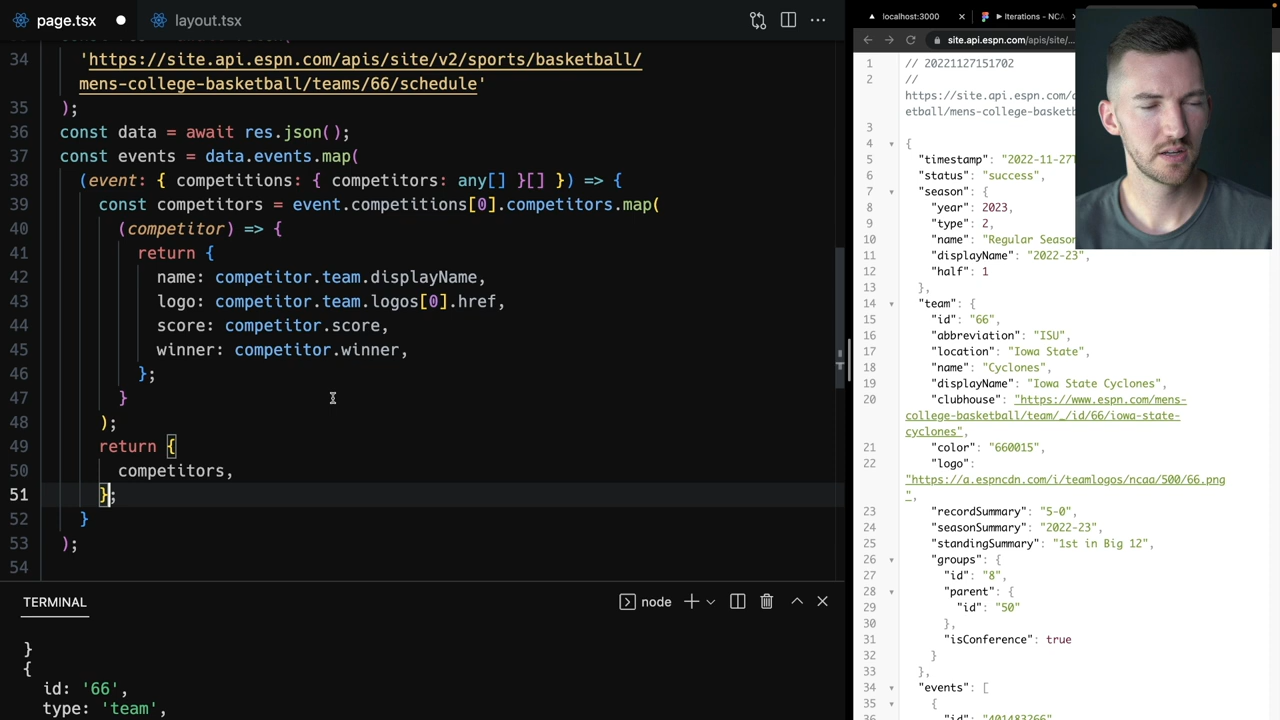 page.tsx
layout.tsx
34
'https://site.api.espn.com/apis/site/v2/sports/basketball/
mens-college-basketball/teams/66/schedule'
35 );
36 const data = await res.json();
37 const events = data.events.map(
38 (event: { competitions: { competitors: any[] }[] }) => {
39 const competitors = event.competitions[0].competitors.map(
40 (competitor) => {
41 return {
42 name: competitor.team.displayName,
43 logo: competitor.team.logos[0].href,
44 score: competitor.score,
45 winner: competitor.winner,
46 };
47 }
48 );
49 return {
50 competitors,
51 };
52 }
53 );
54
TERMINAL
node
}
{
id: '66',
type: 'team',
localhost:3000
Iterations - NCA
site.api.espn.com/apis/site/...
1 // 20221127151702
2 //
https://site.api.espn.com/
etball/mens-college-basket
3
4 {
5 "timestamp": "2022-11-27
6 "status": "success",
7 "season": {
8 "year": 2023,
9 "type": 2,
10 "name": "Regular Season
11 "displayName": "2022-23",
12 "half": 1
13 },
14 "team": {
15 "id": "66",
16 "abbreviation": "ISU",
17 "location": "Iowa State",
18 "name": "Cyclones",
19 "displayName": "Iowa State Cyclones",
20 "clubhouse": "https://www.espn.com/mens-
college-basketball/team/_/id/66/iowa-state-
cyclones",
21 "color": "660015",
22 "logo":
"https://a.espncdn.com/i/teamlogos/ncaa/500/66.png
",
23 "recordSummary": "5-0",
24 "seasonSummary": "2022-23",
25 "standingSummary": "1st in Big 12",
26 "groups": {
27 "id": "8",
28 "parent": {
29 "id": "50"
30 },
31 "isConference": true
32 }
33 },
34 "events": [
35 {
36 "id": "401483266"